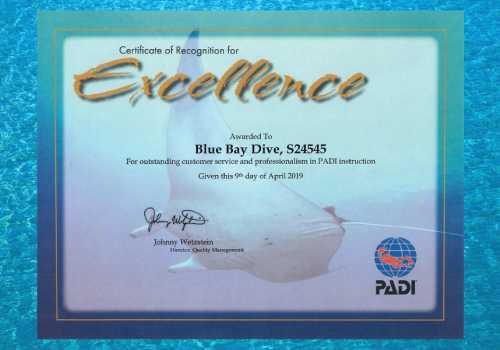 Certificate of Recognition for
Excellence
Awarded To
Blue Bay Dive, S24545
For outstanding customer service and professionalism in PADI instruction
Given this 9th day of April 2019
Johnny Wetzstein
Director, Quality Management
PADI